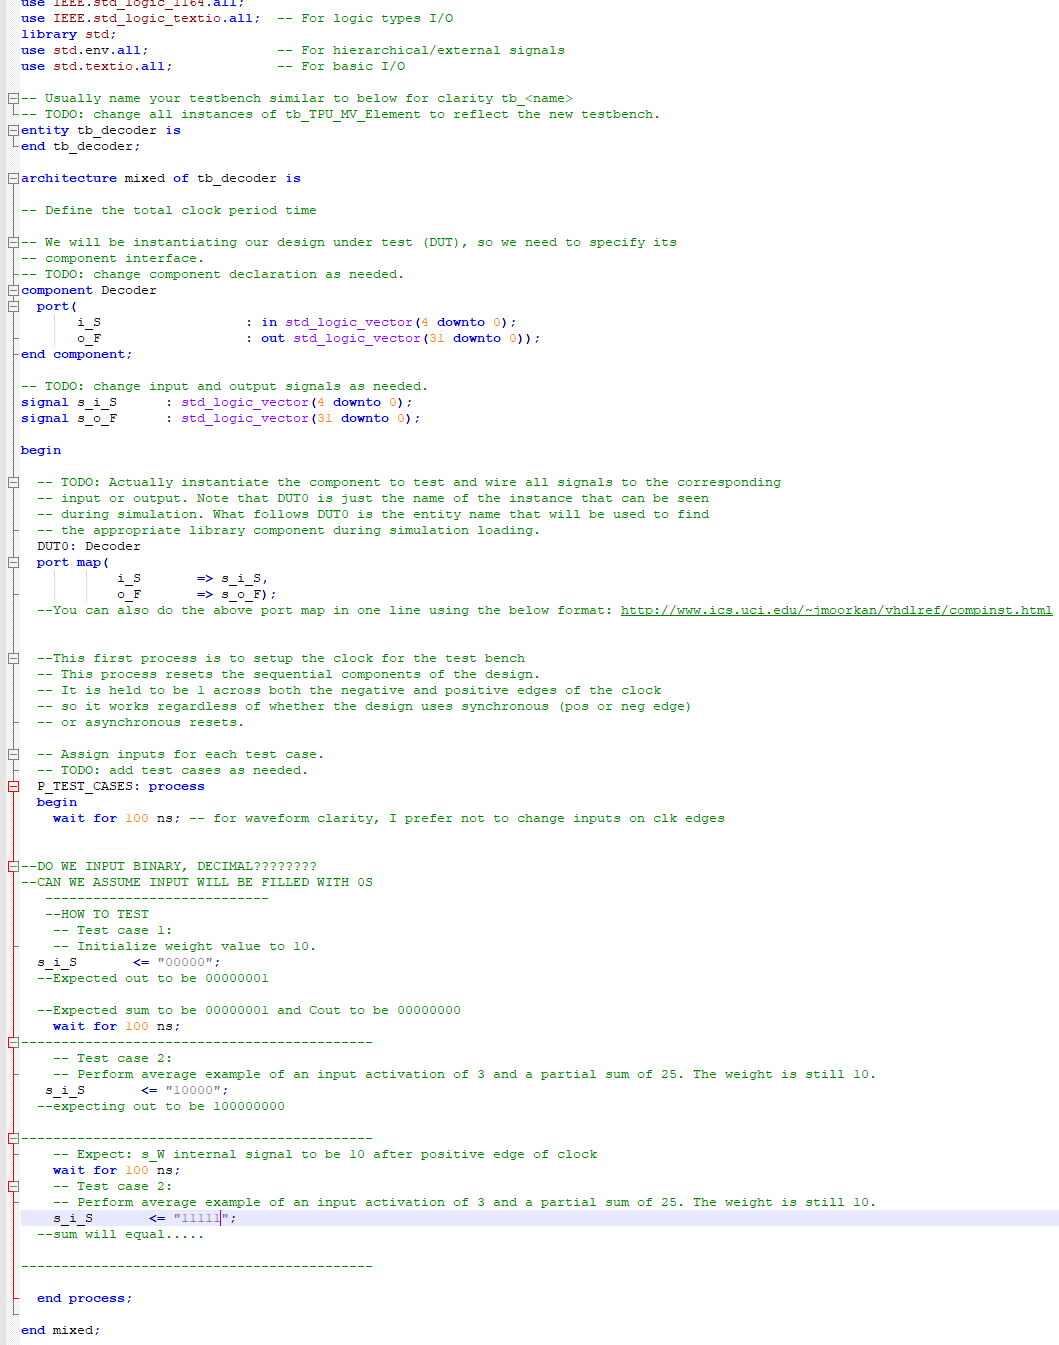 use IEEE.std_logic_1164.all;
use IEEE.std_logic_textio.all;  -- For logic types I/O
library std;
use std.env.all;                -- For hierarchical/external signals
use std.textio.all;             -- For basic I/O
-- Usually name your testbench similar to below for clarity tb_<name>
-- TODO: change all instances of tb_TPU_MV_Element to reflect the new testbench.
entity tb_decoder is
end tb_decoder;
architecture mixed of tb_decoder is
-- Define the total clock period time
-- We will be instantiating our design under test (DUT), so we need to specify its
-- component interface.
-- TODO: change component declaration as needed.
component Decoder
  port(
       i_S                  : in std_logic_vector(4 downto 0);
       o_F                  : out std_logic_vector(31 downto 0));
end component;
-- TODO: change input and output signals as needed.
signal s_i_S      : std_logic_vector(4 downto 0);
signal s_o_F      : std_logic_vector(31 downto 0);
begin
  -- TODO: Actually instantiate the component to test and wire all signals to the corresponding
  -- input or output. Note that DUT0 is just the name of the instance that can be seen
  -- during simulation. What follows DUT0 is the entity name that will be used to find
  -- the appropriate library component during simulation loading.
  DUT0: Decoder
  port map(
            i_S       => s_i_S,
            o_F       => s_o_F);
  --You can also do the above port map in one line using the below format: http://www.ics.uci.edu/~jmoorkan/vhdlref/compinst.html
  --This first process is to setup the clock for the test bench
  -- This process resets the sequential components of the design.
  -- It is held to be 1 across both the negative and positive edges of the clock
  -- so it works regardless of whether the design uses synchronous (pos or neg edge)
  -- or asynchronous resets.
  -- Assign inputs for each test case.
  -- TODO: add test cases as needed.
  P_TEST_CASES: process
  begin
    wait for 100 ns; -- for waveform clarity, I prefer not to change inputs on clk edges
--DO WE INPUT BINARY, DECIMAL????????
--CAN WE ASSUME INPUT WILL BE FILLED WITH 0S
   ----------------------------
   --HOW TO TEST
    -- Test case 1:
    -- Initialize weight value to 10.
  s_i_S       <= "00000";
  --Expected out to be 00000001
  --Expected sum to be 00000001 and Cout to be 00000000
    wait for 100 ns;
--------------------------------------------
    -- Test case 2:
    -- Perform average example of an input activation of 3 and a partial sum of 25. The weight is still 10.
   s_i_S       <= "10000";
  --expecting out to be 100000000
--------------------------------------------
    -- Expect: s_W internal signal to be 10 after positive edge of clock
    wait for 100 ns;
    -- Test case 2:
    -- Perform average example of an input activation of 3 and a partial sum of 25. The weight is still 10.
    s_i_S       <= "11111";
  --sum will equal.....
--------------------------------------------
  end process;
end mixed;